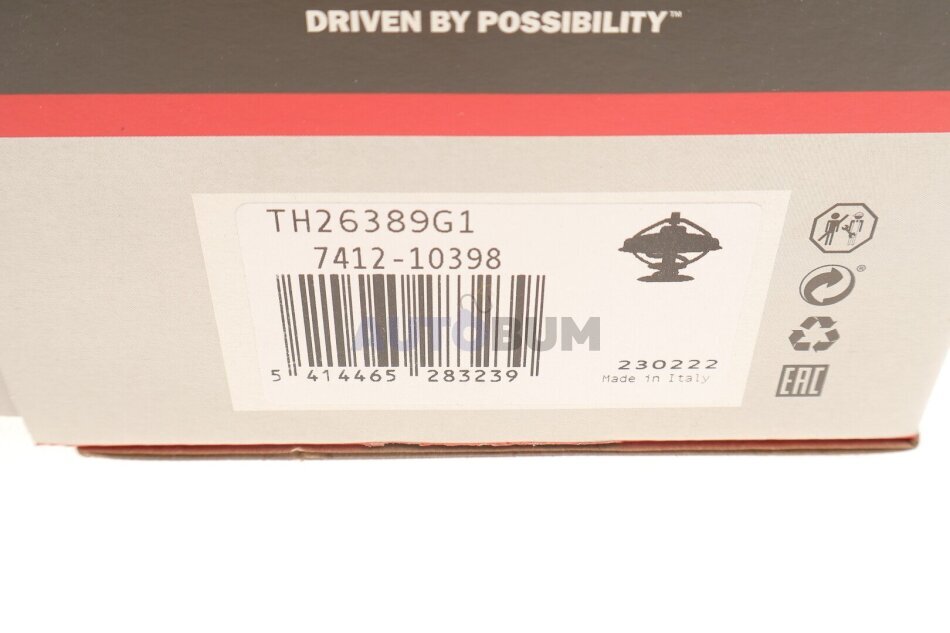 DRIVEN BY POSSIBILITY™
TH26389G1
7412-10398
AUTOBUM
5 414465 283239
230222
Made in Italy
®
EAC